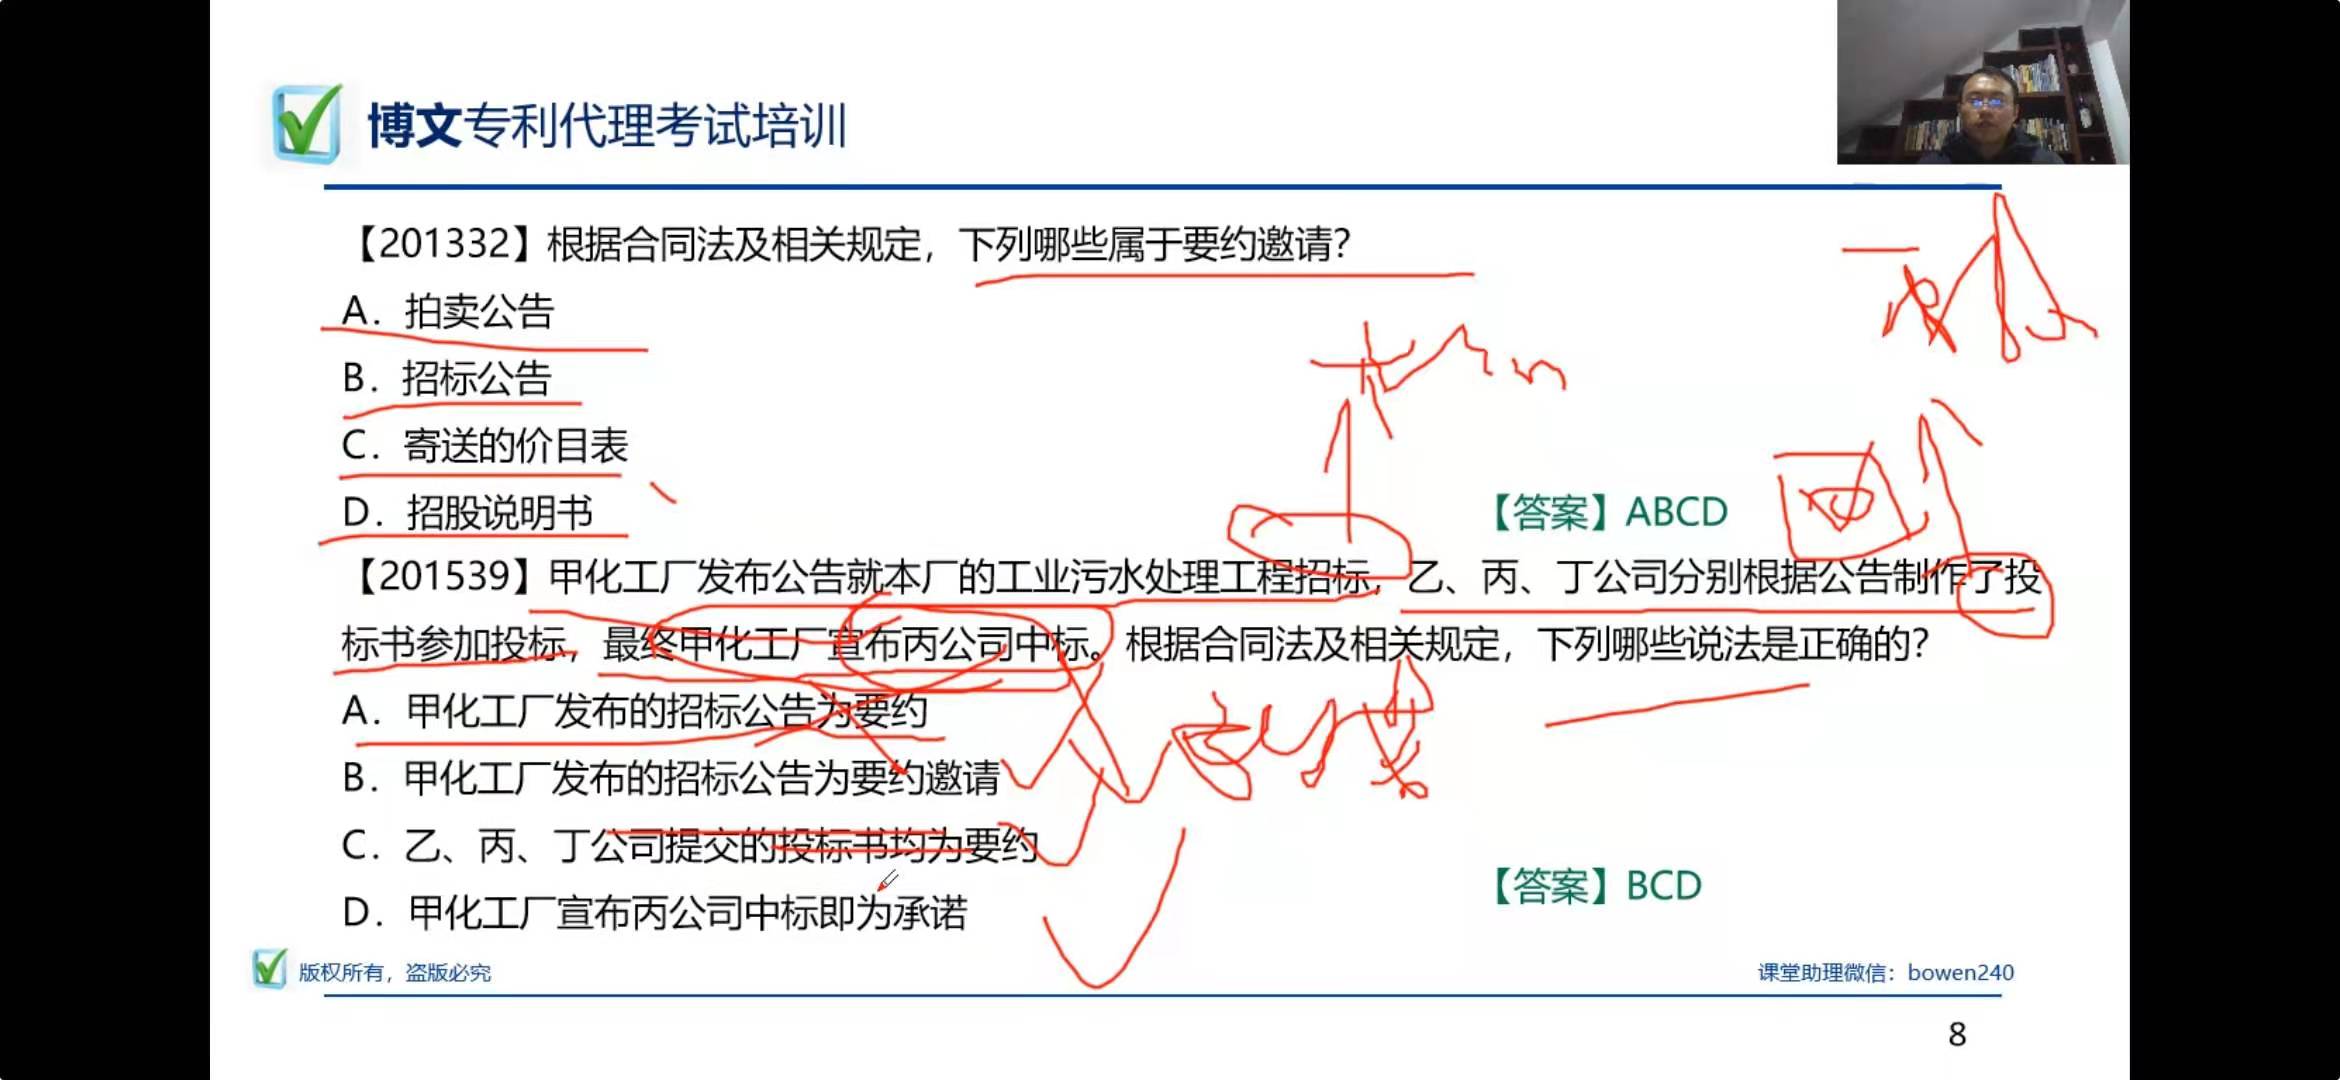 博文专利代理考试培训
【201332】根据合同法及相关规定，下列哪些属于要约邀请？
A. 拍卖公告
B. 招标公告
C. 寄送的价目表
D. 招股说明书
【答案】ABCD
【201539】甲化工厂发布公告就本厂的工业污水处理工程招标，乙、丙、丁公司分别根据公告制作了投
标书参加投标，最终甲化工厂宣布丙公司中标。根据合同法及相关规定，下列哪些说法是正确的？
A. 甲化工厂发布的招标公告为要约
B. 甲化工厂发布的招标公告为要约邀请
C. 乙、丙、丁公司提交的投标书均为要约
D. 甲化工厂宣布丙公司中标即为承诺
【答案】BCD
版权所有，盗版必究
课堂助理微信：bowen240
8